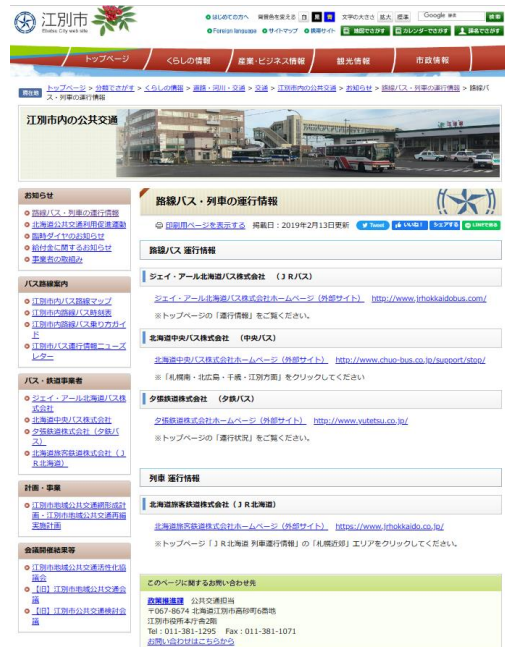 江別市
Ebetsu City web site
はじめての方へ 背景色を変える 白 黒 青 文字の大きさ 拡大 標準 Google 検索
Foreign language サイトマップ 携帯サイト 地図でさがす カレンダーでさがす 課名でさがす
トップページ くらしの情報 産業・ビジネス情報 観光情報 市政情報
現在地 トップページ > 分類でさがす > くらしの情報 > 道路・河川・交通 > 交通 > 江別市内の公共交通 > お知らせ > 路線バス・列車の運行情報 > 路線バ
ス・列車の運行情報
江別市内の公共交通
お知らせ
路線バス・列車の運行情報
北海道公共交通利用促進運動
臨時ダイヤのお知らせ
給付金に関するお知らせ
事業者の取組み
バス路線案内
江別市内バス路線マップ
江別市内路線バス時刻表
江別市内路線バス乗り方ガイ
ド
江別市バス運行情報ニューズ
レター
バス・鉄道事業者
ジェイ・アール北海道バス株
式会社
北海道中央バス株式会社
夕張鉄道株式会社（夕鉄バ
ス）
北海道旅客鉄道株式会社（Ｊ
Ｒ北海道）
計画・事業
江別市地域公共交通網形成計
画・江別市地域公共交通再編
実施計画
会議開催結果等
江別市地域公共交通活性化協
議会
【旧】江別市地域公共交通会
議
【旧】江別市公共交通検討会
議
路線バス・列車の運行情報
印刷用ページを表示する 掲載日：2019年2月13日更新 Tweet いいね！ シェアする LINEで送る
路線バス 運行情報
ジェイ・アール北海道バス株式会社 （ＪＲバス）
ジェイ・アール北海道バス株式会社ホームページ（外部サイト） http://www.jrhokkaidobus.com/
※トップページの「運行情報」をご覧ください。
北海道中央バス株式会社 （中央バス）
北海道中央バス株式会社ホームページ（外部サイト） http://www.chuo-bus.co.jp/support/stop/
※「札幌南・北広島・千歳・江別方面」をクリックしてください
夕張鉄道株式会社 （夕鉄バス）
夕張鉄道株式会社ホームページ（外部サイト） http://www.yutetsu.co.jp/
※トップページの「運行状況」をご覧ください。
列車 運行情報
北海道旅客鉄道株式会社（ＪＲ北海道）
北海道旅客鉄道株式会社ホームページ（外部サイト） https://www.jrhokkaido.co.jp/
※トップページ「ＪＲ北海道 列車運行情報」の「札幌近郊」エリアをクリックしてください。
このページに関するお問い合わせ先
政策推進課 公共交通担当
〒067-8674 北海道江別市高砂町6番地
江別市役所本庁舎2階
Tel：011-381-1295 Fax：011-381-1071
お問い合わせはこちらから